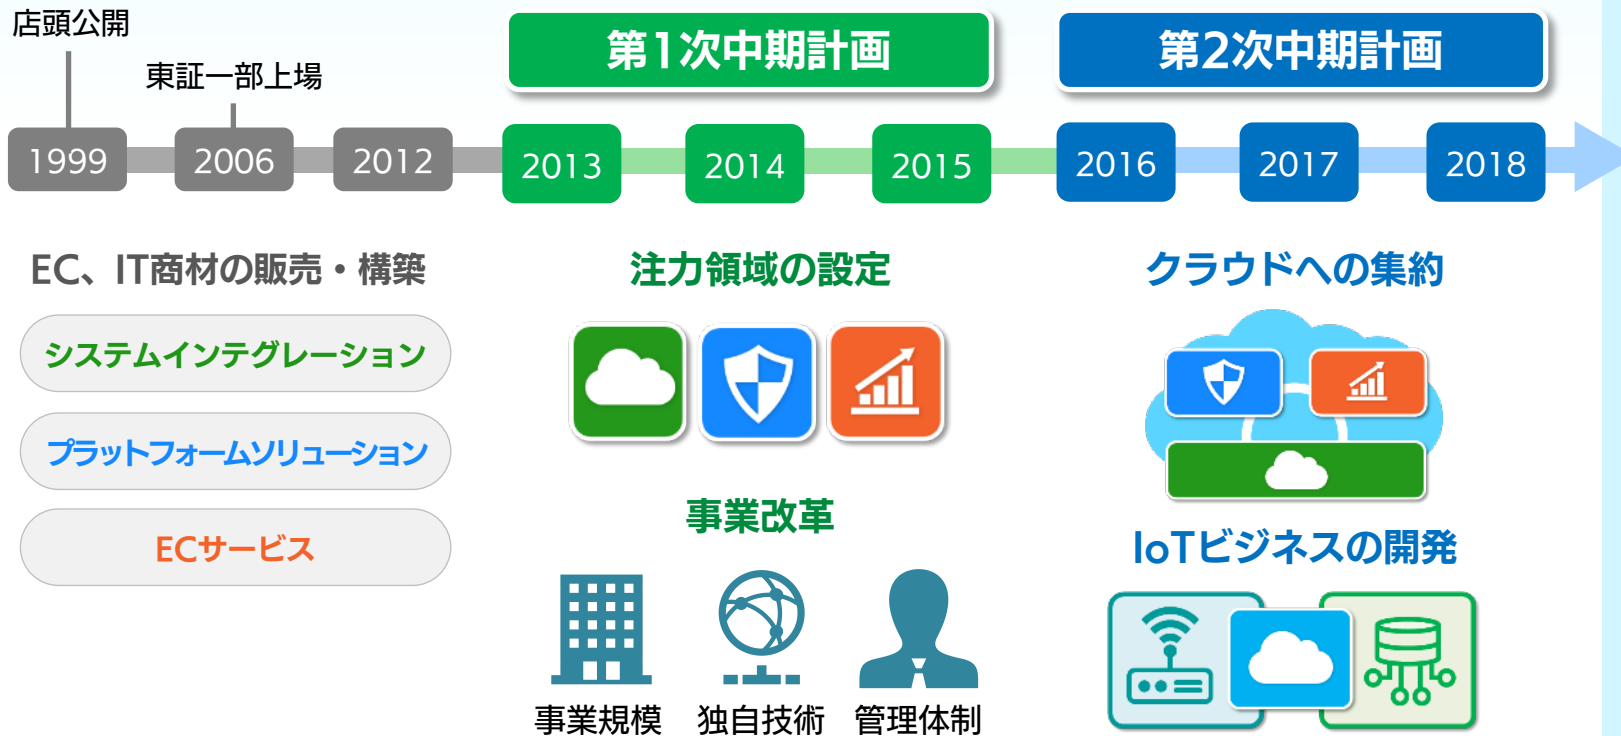 店頭公開
東証一部上場
第1次中期計画
第2次中期計画
1999
2006
2012
2013
2014
2015
2016
2017
2018
EC、IT商材の販売・構築
システムインテグレーション
プラットフォームソリューション
ECサービス
注力領域の設定
事業改革
事業規模
独自技術
管理体制
クラウドへの集約
IoTビジネスの開発